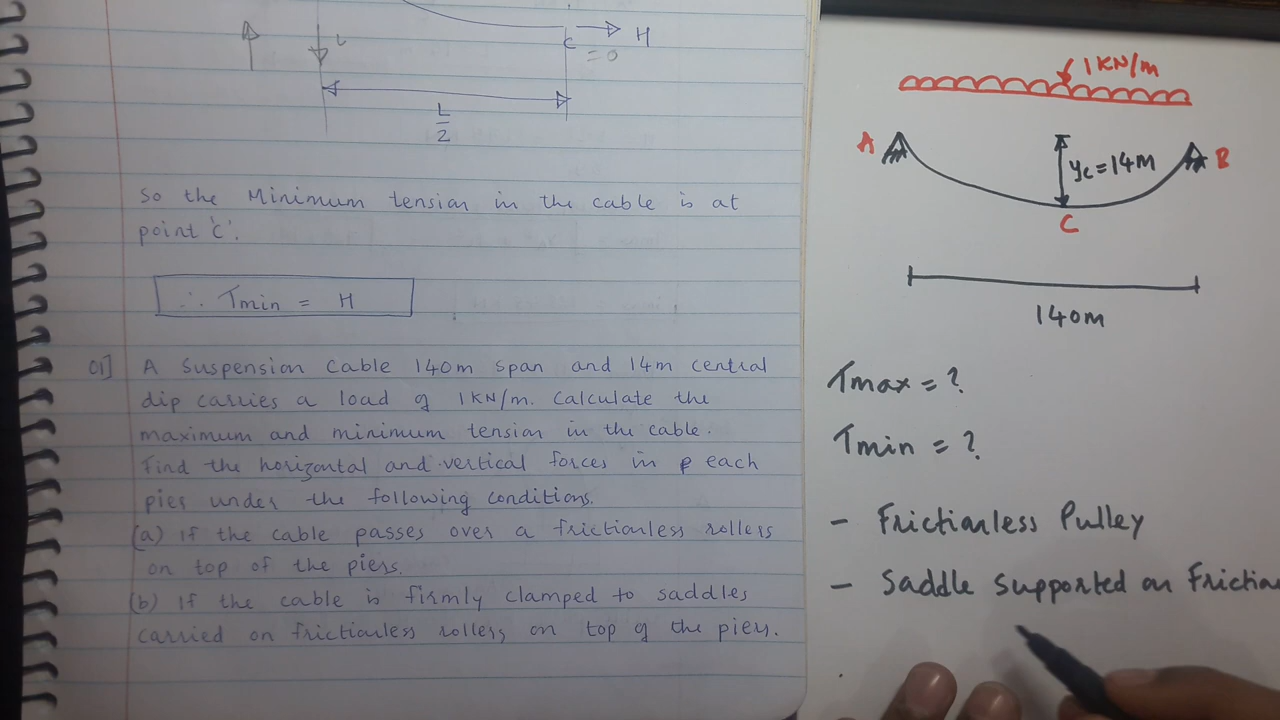 L
C
H
= 0
L
2
So the Minimum tension in the cable is at
point 'C'.
∴ Tmin = H
01] A Suspension Cable 140m span and 14m central
dip carries a load of 1KN/m. Calculate the
maximum and minimum tension in the cable.
Find the horizontal and vertical forces in each
pier under the following conditions.
(a) If the cable passes over a frictionless rollers
on top of the piers.
(b) If the cable is firmly clamped to saddles
carried on frictionless rollers on top of the piers.
1KN/m
A
yc = 14m
B
C
140m
Tmax = ?
Tmin = ?
- Frictionless Pulley
- Saddle supported on Frictio